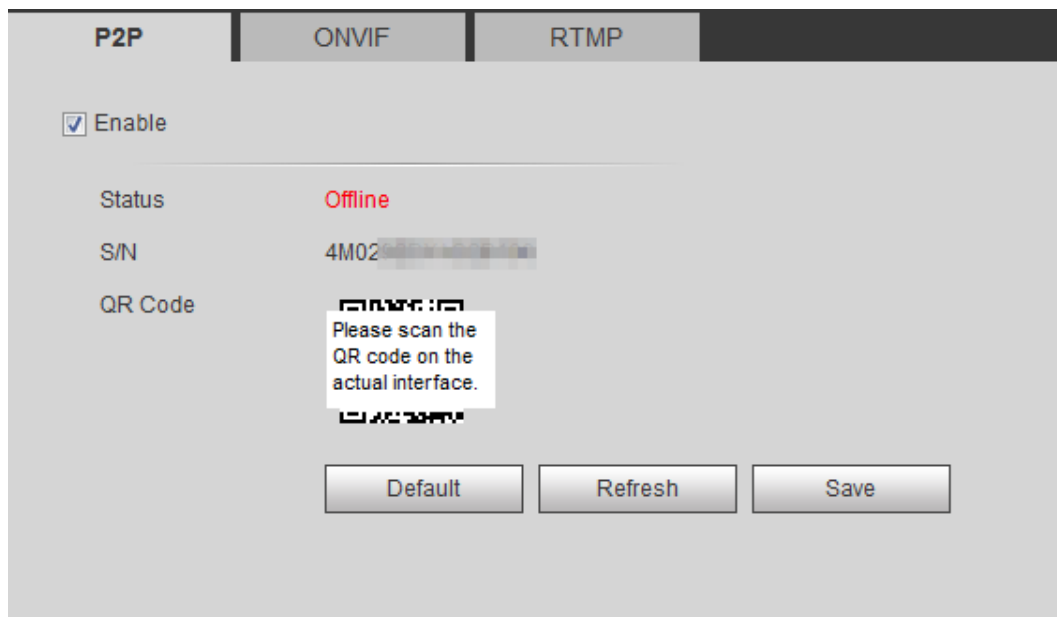 P2P ONVIF RTMP
Enable
Status Offline
S/N 4M02
QR Code
Please scan the
QR code on the
actual interface.
Default Refresh Save